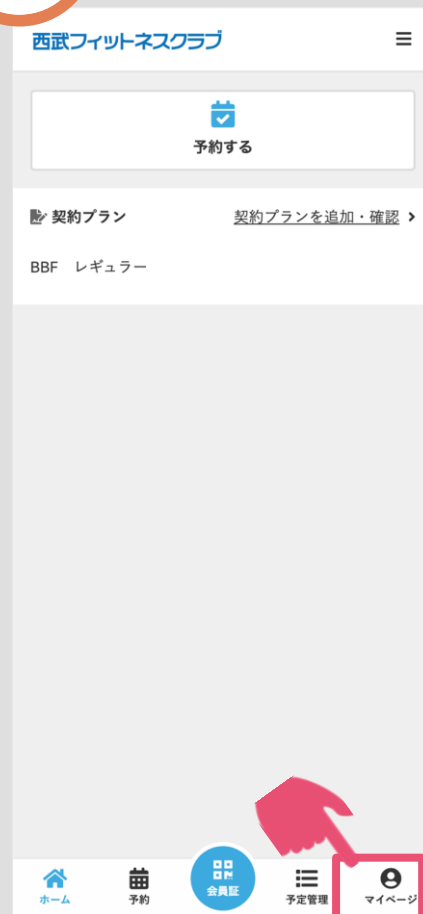 西武フィットネスクラブ
予約する
契約プラン
契約プランを追加・確認
BBF レギュラー
ホーム
予約
会員証
予定管理
マイページ